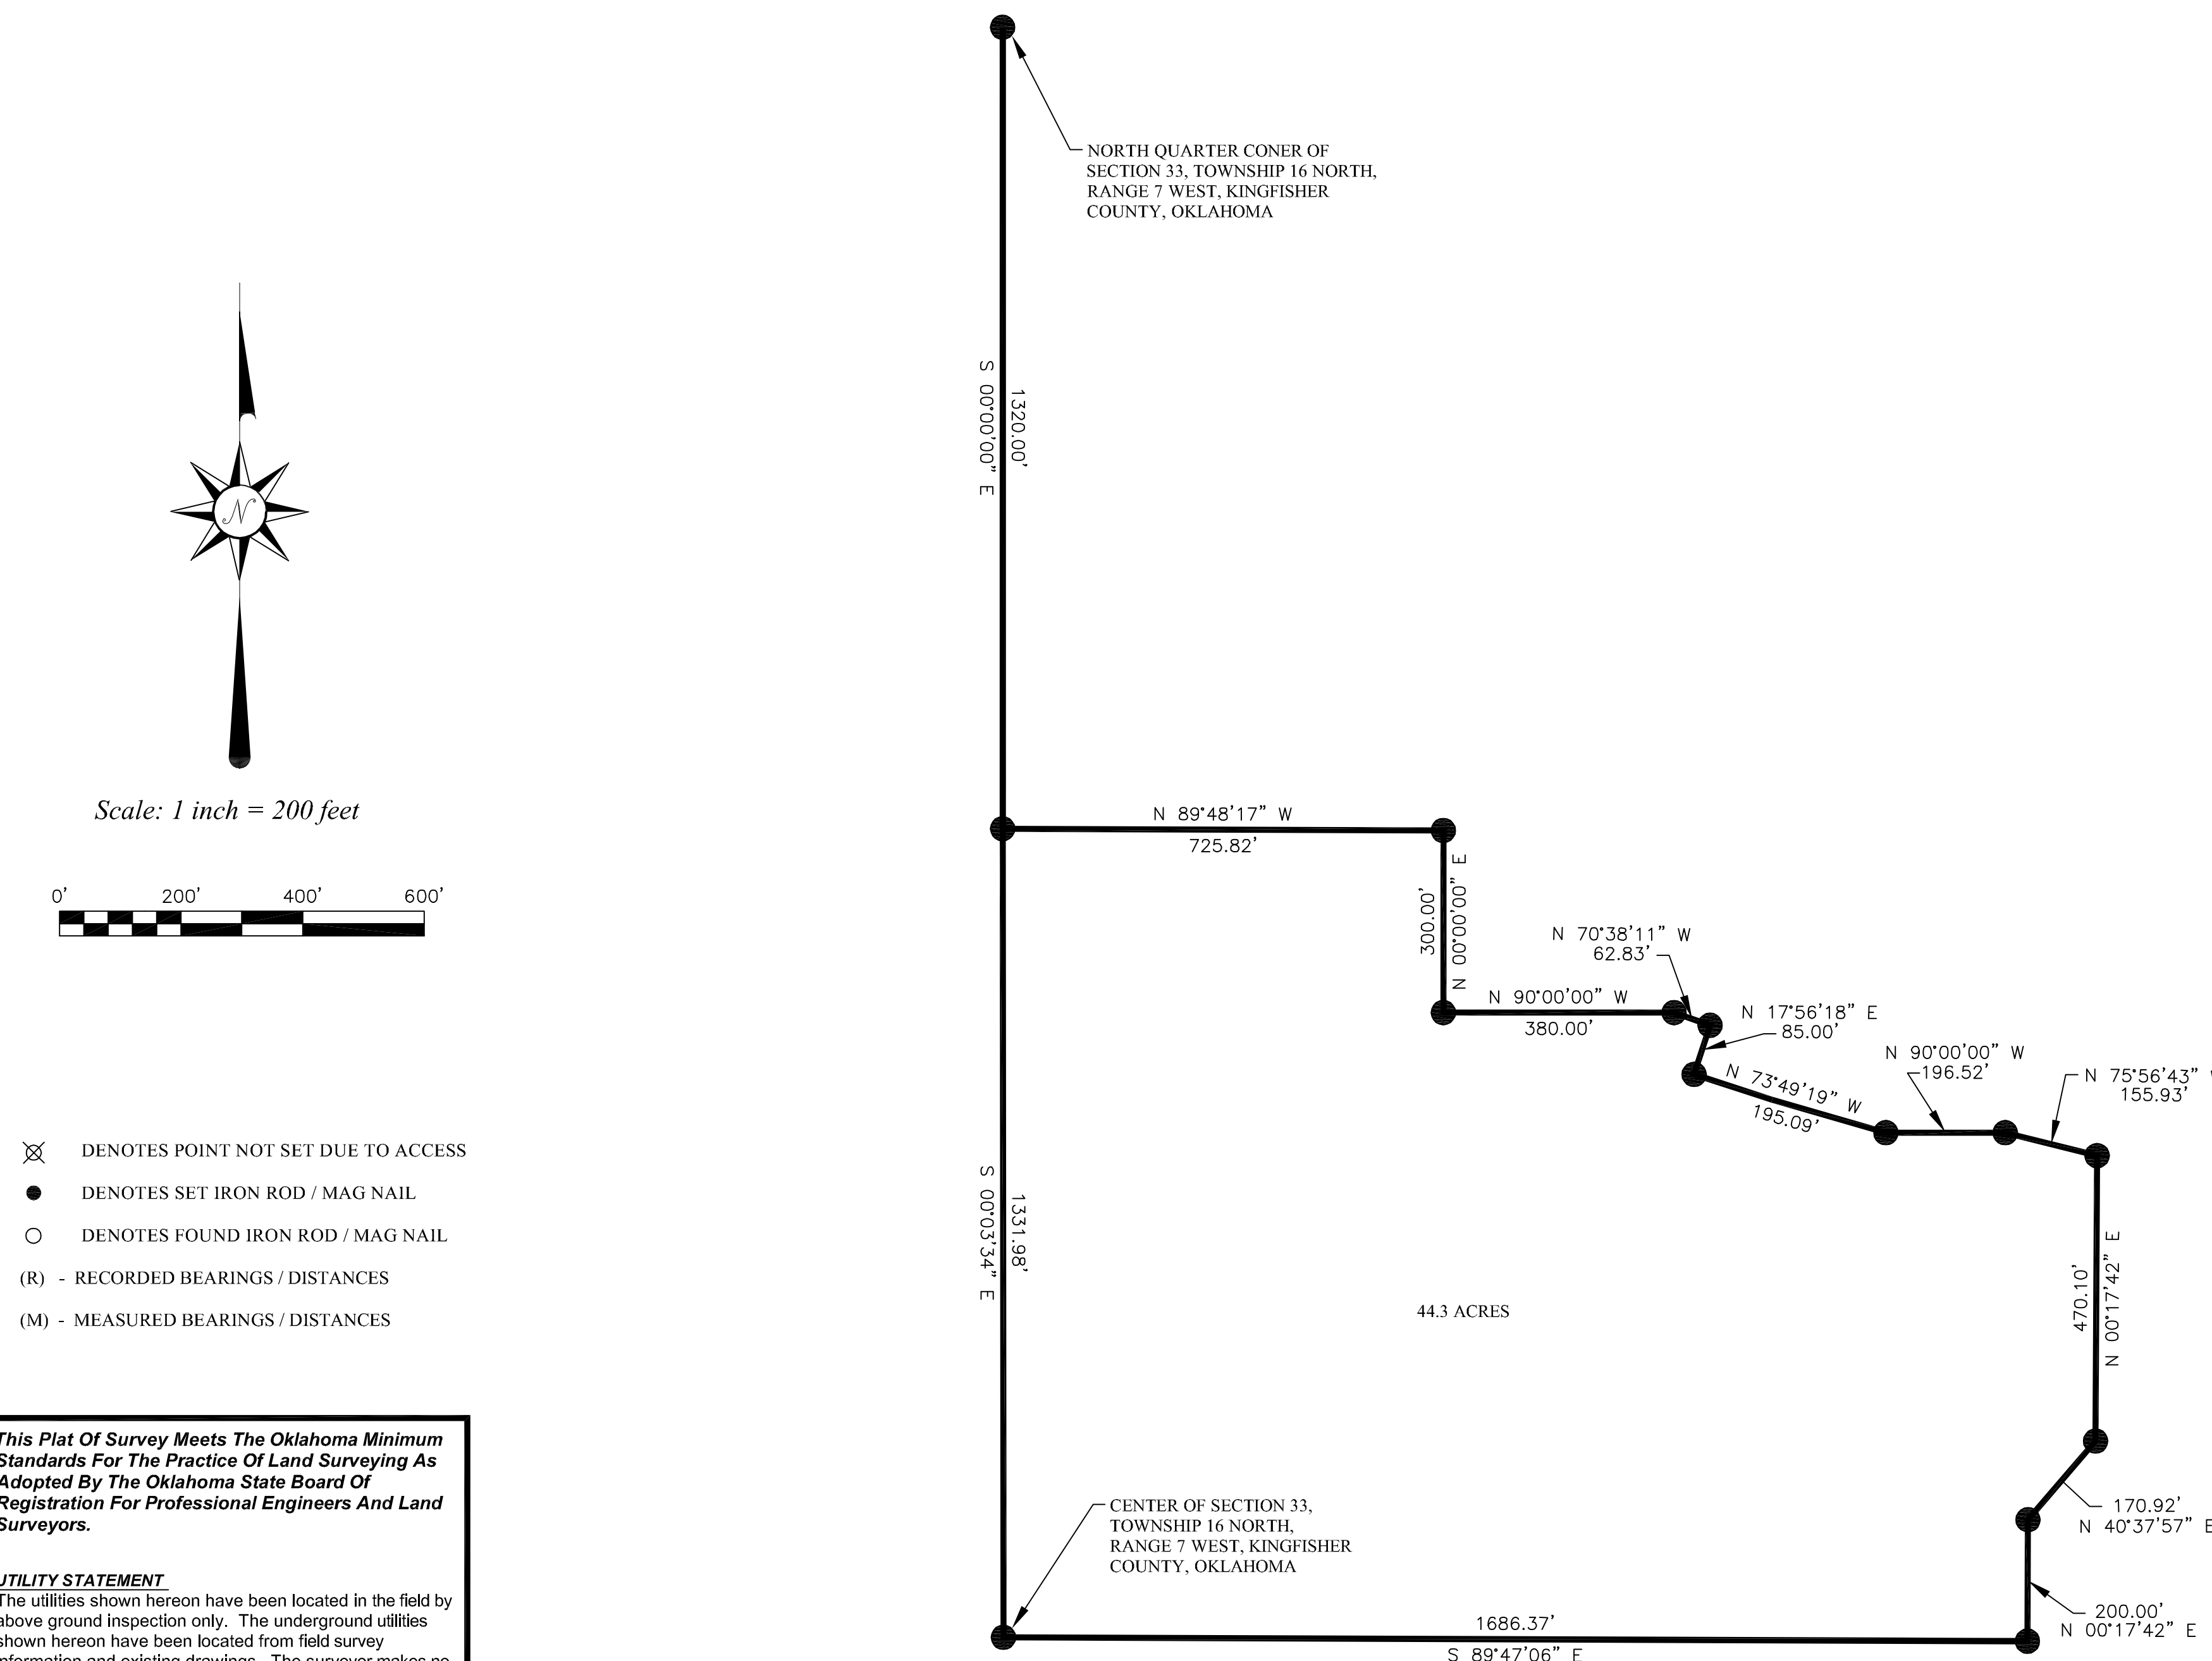 NORTH QUARTER CONER OF
SECTION 33, TOWNSHIP 16 NORTH,
RANGE 7 WEST, KINGFISHER
COUNTY, OKLAHOMA
S 00°00'00" E
1320.00'
N
Scale: 1 inch = 200 feet
0' 200' 400' 600'
N 89°48'17" W
725.82'
300.00'
N 00°00'00" E
N 70°38'11" W
62.83'
N 90°00'00" W
380.00'
N 17°56'18" E
85.00'
N 90°00'00" W
196.52'
N 75°56'43"
155.93'
N 73°49'19" W
195.09'
DENOTES POINT NOT SET DUE TO ACCESS
DENOTES SET IRON ROD / MAG NAIL
DENOTES FOUND IRON ROD / MAG NAIL
(R) - RECORDED BEARINGS / DISTANCES
(M) - MEASURED BEARINGS / DISTANCES
S 00°03'34" E
1331.98'
470.10'
N 00°17'42" E
44.3 ACRES
This Plat Of Survey Meets The Oklahoma Minimum
Standards For The Practice Of Land Surveying As
Adopted By The Oklahoma State Board Of
Registration For Professional Engineers And Land
Surveyors.
UTILITY STATEMENT
The utilities shown hereon have been located in the field by
above ground inspection only. The underground utilities
shown hereon have been located from field survey
information and existing drawings. The surveyor makes no
CENTER OF SECTION 33,
TOWNSHIP 16 NORTH,
RANGE 7 WEST, KINGFISHER
COUNTY, OKLAHOMA
170.92'
N 40°37'57" E
200.00'
N 00°17'42" E
1686.37'
S 89°47'06" E